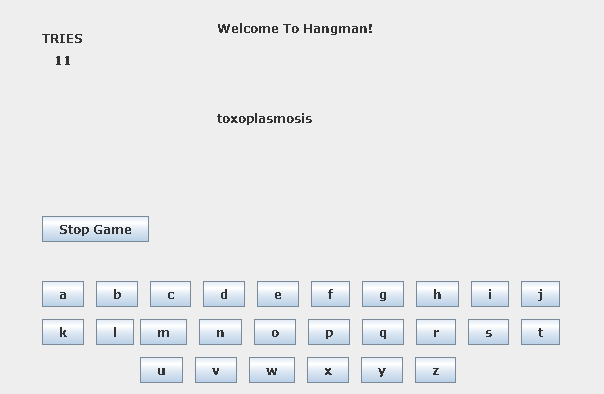 Welcome To Hangman!
TRIES
11
toxoplasmosis
Stop Game
a b c d e f g h i j
k l m n o p q r s t
u v w x y z